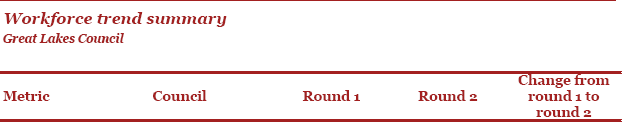 Workforce trend summary
Great Lakes Council
Change from
Metric Council Round 1 Round 2 round 1 to
round 2